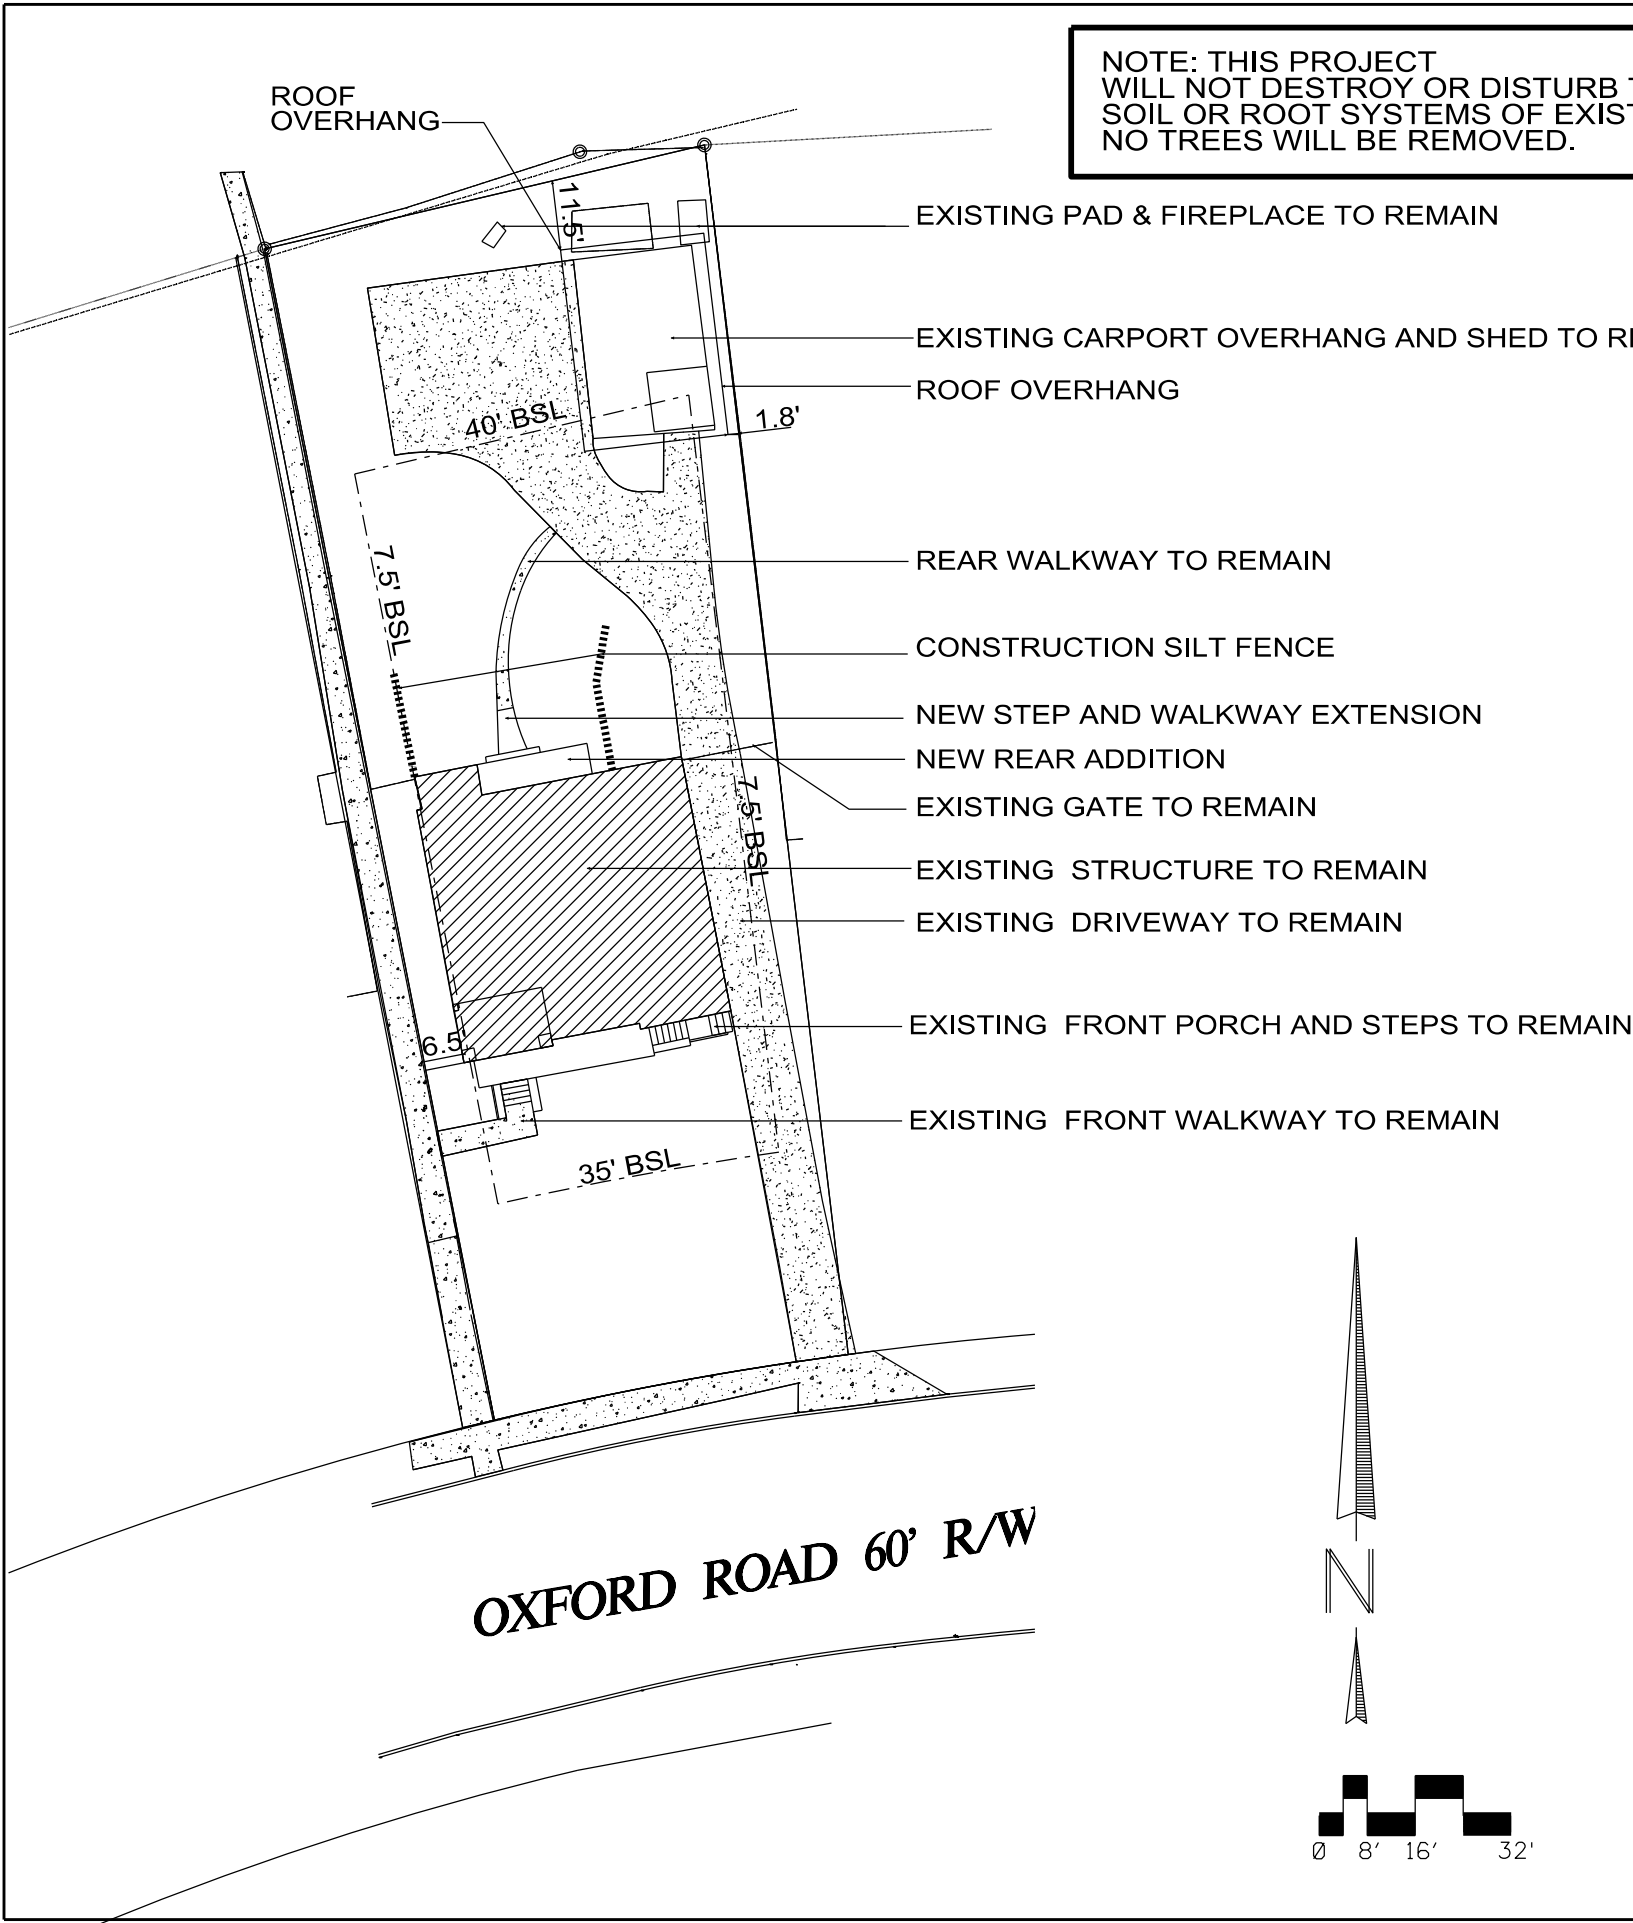 NOTE: THIS PROJECT
WILL NOT DESTROY OR DISTURB
SOIL OR ROOT SYSTEMS OF
NO TREES WILL BE REMOVED.
ROOF
OVERHANG
11.5'
EXISTING PAD & FIREPLACE TO REMAIN
EXISTING CARPORT OVERHANG AND SHED TO
ROOF OVERHANG
40' BSL
1.8'
7.5' BSL
REAR WALKWAY TO REMAIN
CONSTRUCTION SILT FENCE
NEW STEP AND WALKWAY EXTENSION
NEW REAR ADDITION
EXISTING GATE TO REMAIN
7.5' BSL
EXISTING STRUCTURE TO REMAIN
EXISTING DRIVEWAY TO REMAIN
EXISTING FRONT PORCH AND STEPS TO REMAIN
6.5'
EXISTING FRONT WALKWAY TO REMAIN
35' BSL
OXFORD ROAD 60' R/W
N
0 8' 16' 32'